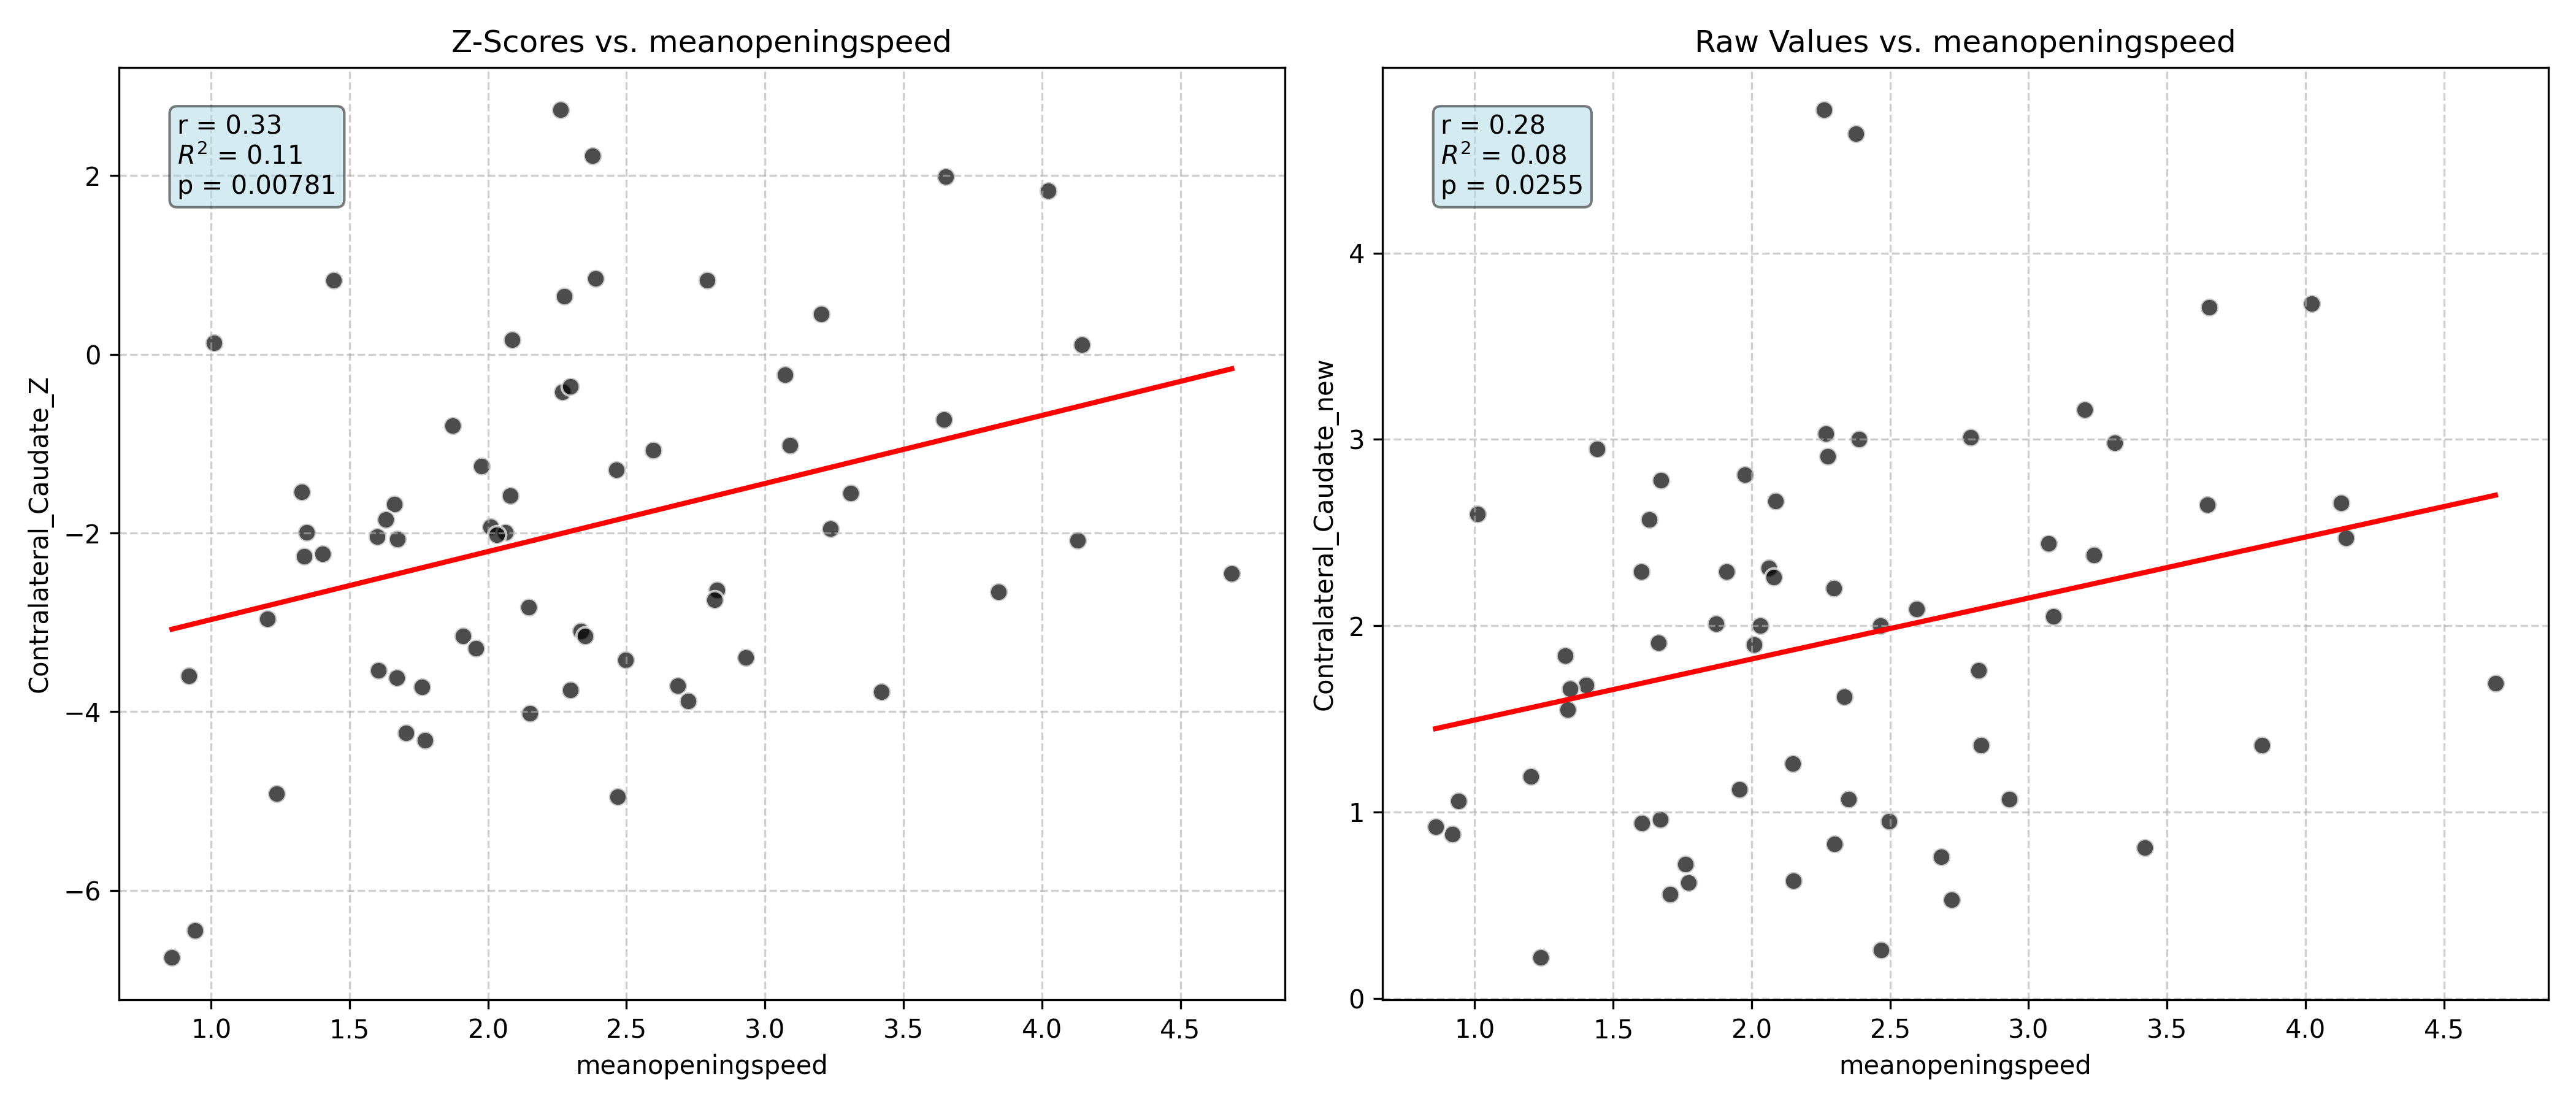 Z-Scores vs. meanopeningspeed
r = 0.33
R² = 0.11
p = 0.00781
Contralateral_Caudate_Z
2
0
−2
−4
−6
1.0 1.5 2.0 2.5 3.0 3.5 4.0 4.5
meanopeningspeed
Raw Values vs. meanopeningspeed
r = 0.28
R² = 0.08
p = 0.0255
Contralateral_Caudate_new
4
3
2
1
0
1.0 1.5 2.0 2.5 3.0 3.5 4.0 4.5
meanopeningspeed